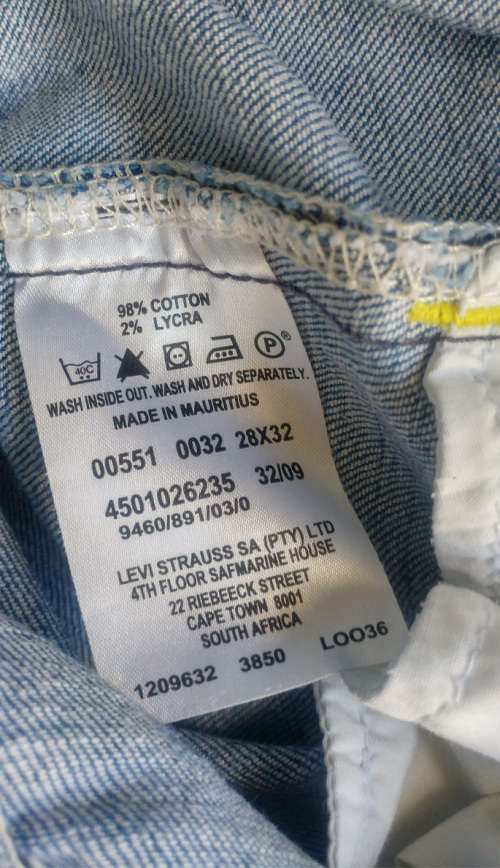 98% COTTON
2% LYCRA
40C P ®
WASH INSIDE OUT. WASH AND DRY SEPARATELY.
MADE IN MAURITIUS
00551 0032 28X32
4501026235 32/09
9460/891/03/0
LEVI STRAUSS SA (PTY) LTD
4TH FLOOR SAFMARINE HOUSE
22 RIEBEECK STREET
CAPE TOWN 8001
SOUTH AFRICA
1209632 3850 LOO36